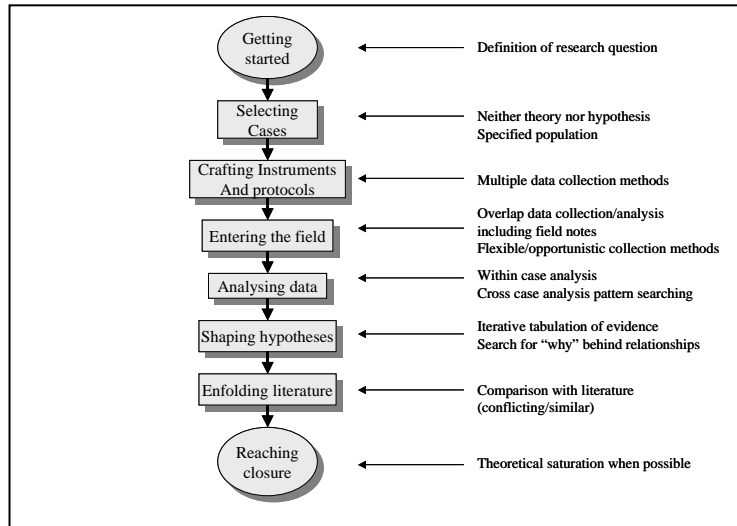 Getting
started
Definition of research question
Selecting
Cases
Neither theory nor hypothesis
Specified population
Crafting Instruments
And protocols
Multiple data collection methods
Entering the field
Overlap data collection/analysis
including field notes
Flexible/opportunistic collection methods
Analysing data
Within case analysis
Cross case analysis pattern searching
Shaping hypotheses
Iterative tabulation of evidence
Search for “why” behind relationships
Enfolding literature
Comparison with literature
(conflicting/similar)
Reaching
closure
Theoretical saturation when possible